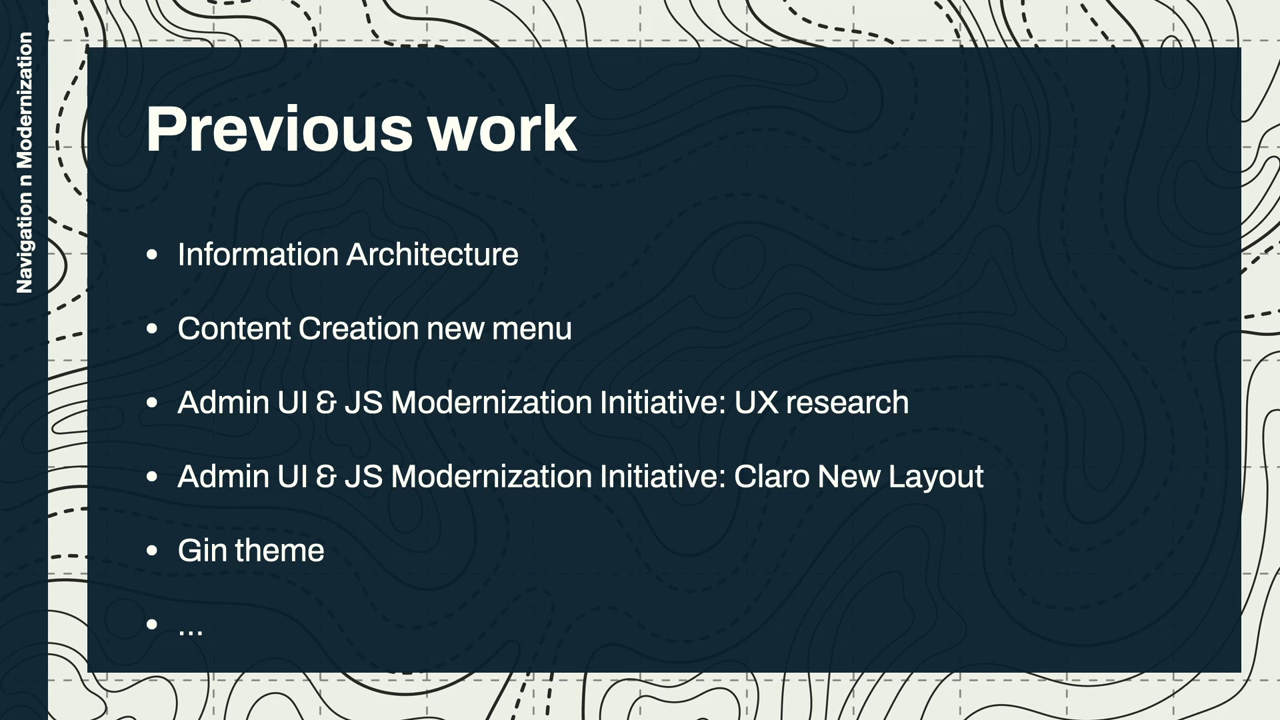 Navigation n Modernization
Previous work
• Information Architecture
• Content Creation new menu
• Admin UI & JS Modernization Initiative: UX research
• Admin UI & JS Modernization Initiative: Claro New Layout
• Gin theme
• ...